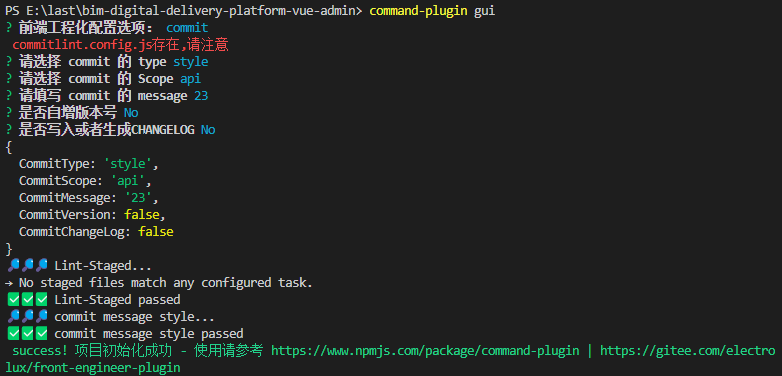 PS E:\last\bim-digital-delivery-platform-vue-admin> command-plugin gui
? 前端工程化配置选项： commit
commitlint.config.js存在,请注意
? 请选择 commit 的 type style
? 请选择 commit 的 Scope api
? 请填写 commit 的 message 23
? 是否自增版本号 No
? 是否写入或者生成CHANGELOG No
{
  CommitType: 'style',
  CommitScope: 'api',
  CommitMessage: '23',
  CommitVersion: false,
  CommitChangeLog: false
}
🔎🔎🔎 Lint-Staged...
→ No staged files match any configured task.
✅✅✅ Lint-Staged passed
🔎🔎🔎 commit message style...
✅✅✅ commit message style passed
success! 项目初始化成功 - 使用请参考 https://www.npmjs.com/package/command-plugin | https://gitee.com/electro
lux/front-engineer-plugin